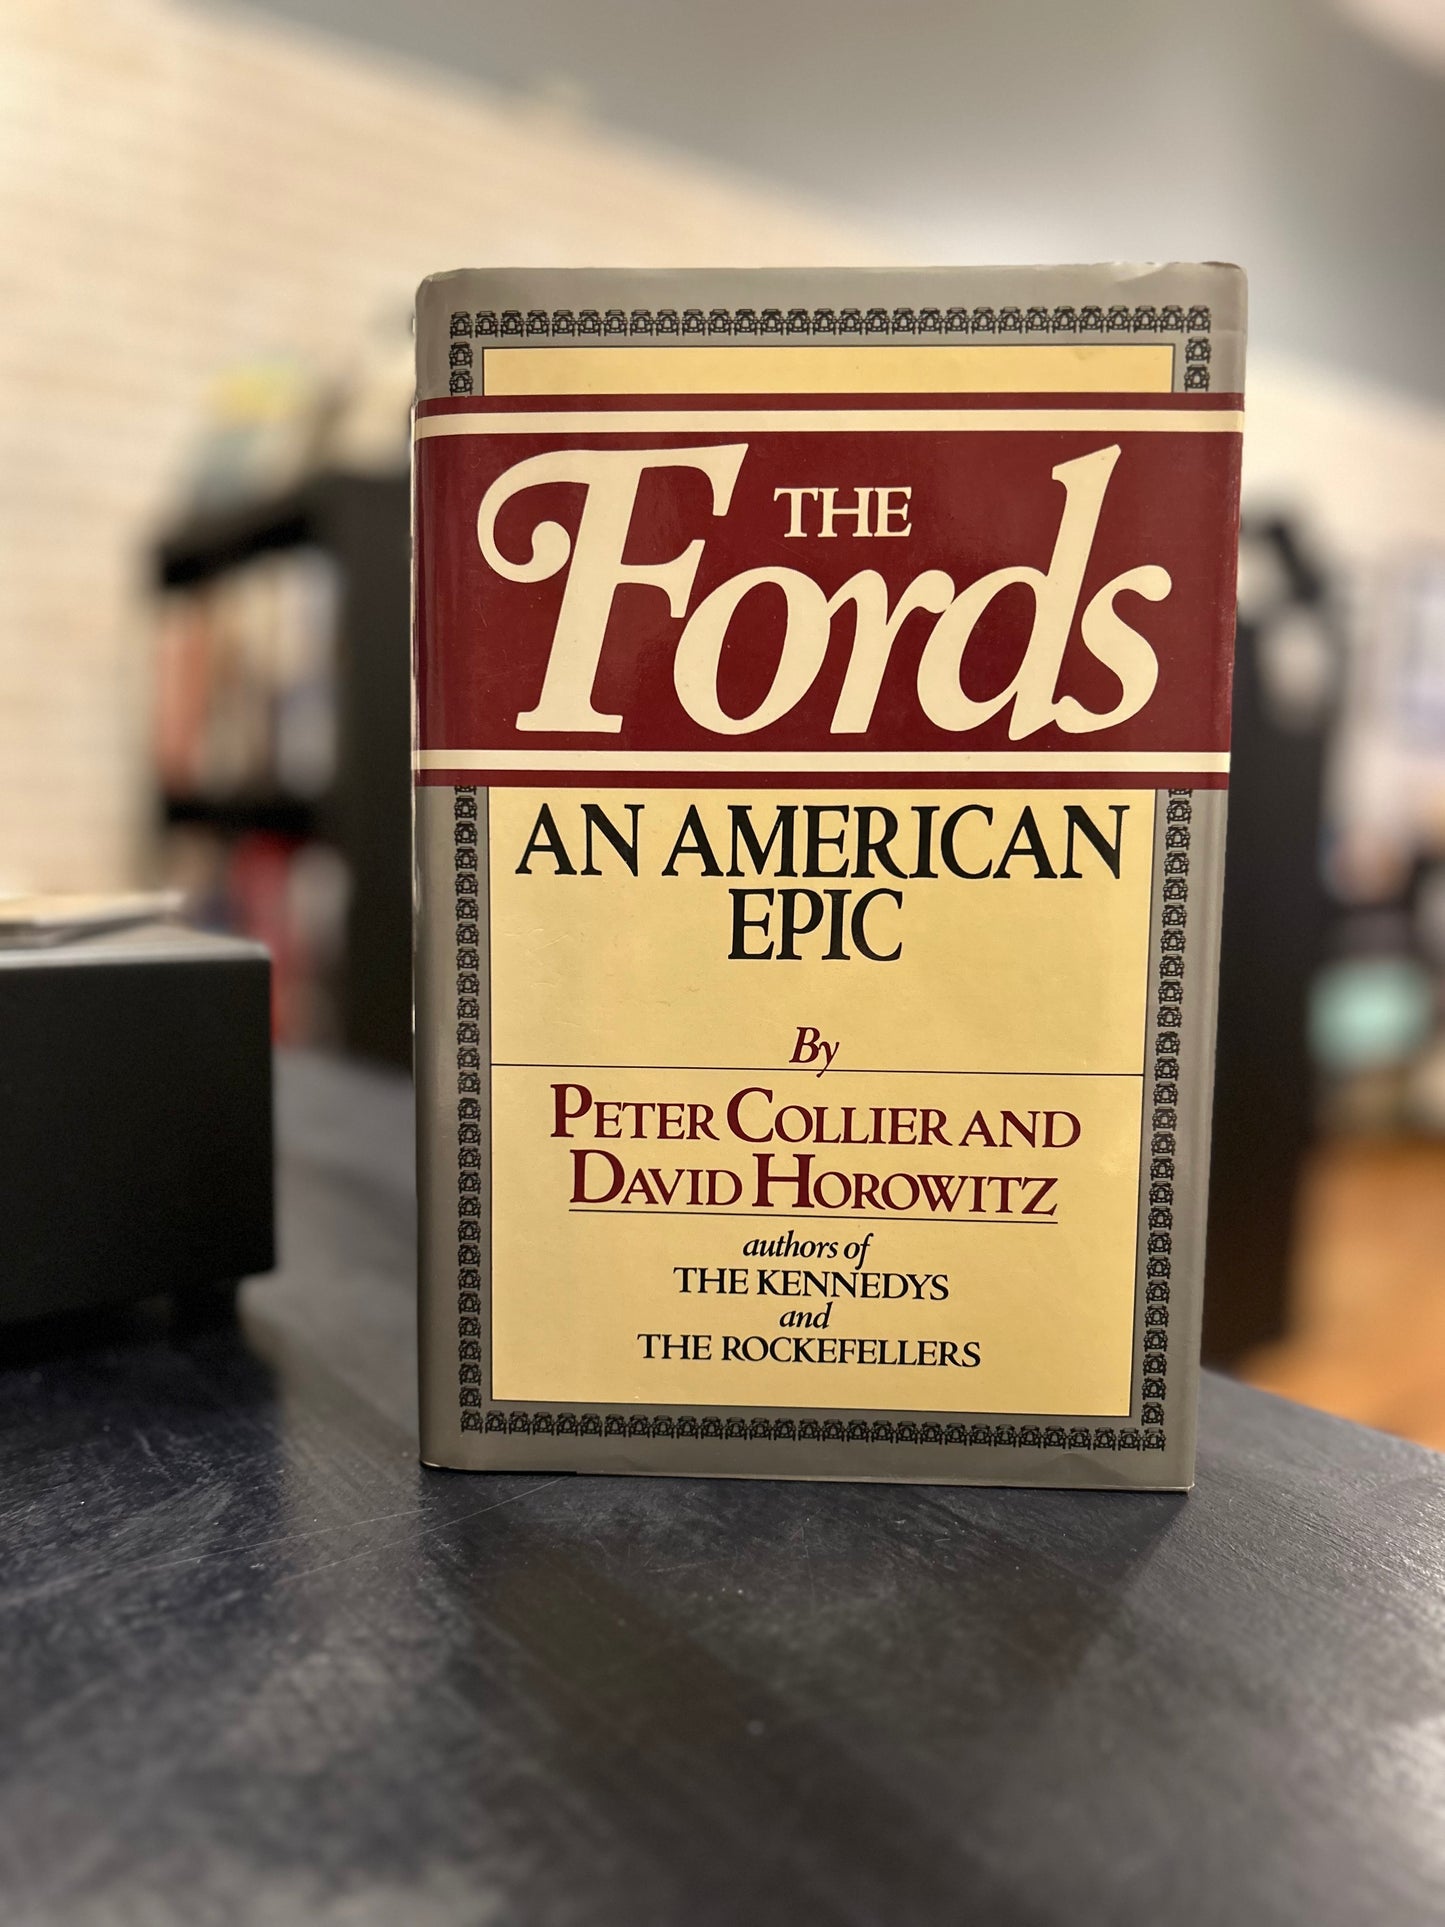 THE
Fords
AN AMERICAN
EPIC
By
PETER COLLIER AND
DAVID HOROWITZ
authors of
THE KENNEDYS
and
THE ROCKEFELLERS